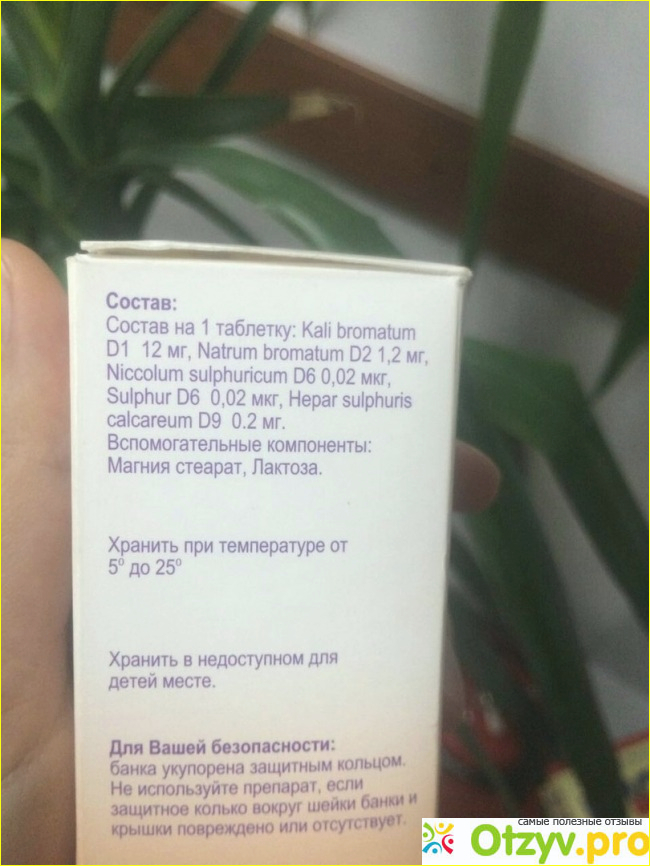 Состав:
Состав на 1 таблетку: Kali bromatum
D1 12 мг, Natrum bromatum D2 1,2 мг,
Niccolum sulphuricum D6 0,02 мкг,
Sulphur D6 0,02 мкг, Hepar sulphuris
calcareum D9 0.2 мг.
Вспомогательные компоненты:
Магния стеарат, Лактоза.
Хранить при температуре от
5° до 25°
Хранить в недоступном для
детей месте.
Для Вашей безопасности:
банка укупорена защитным кольцом.
Не используйте препарат, если
защитное колько вокруг шейки банки и
крышки повреждено или отсутствует.
самые полезные отзывы
Otzyv.pro